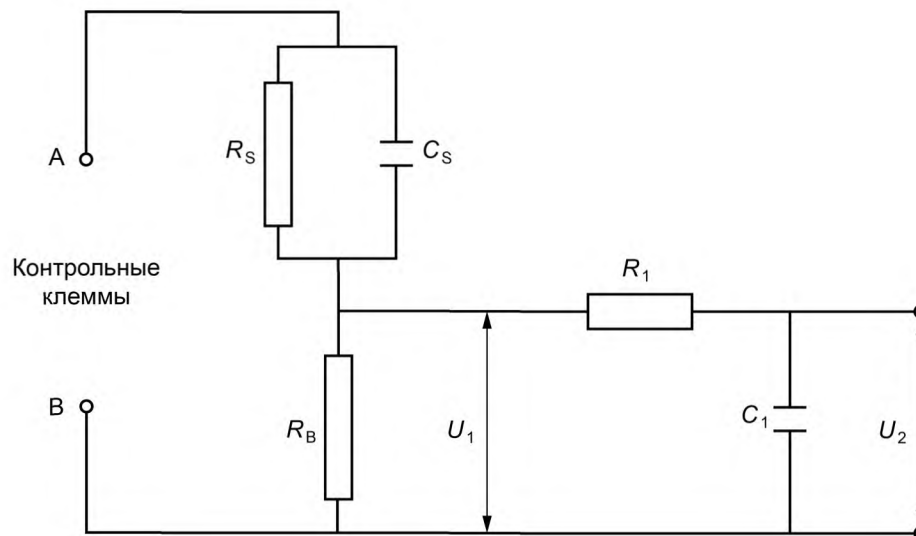 A
R_S
C_S
Контрольные
клеммы
R_1
B
R_B
U_1
C_1
U_2